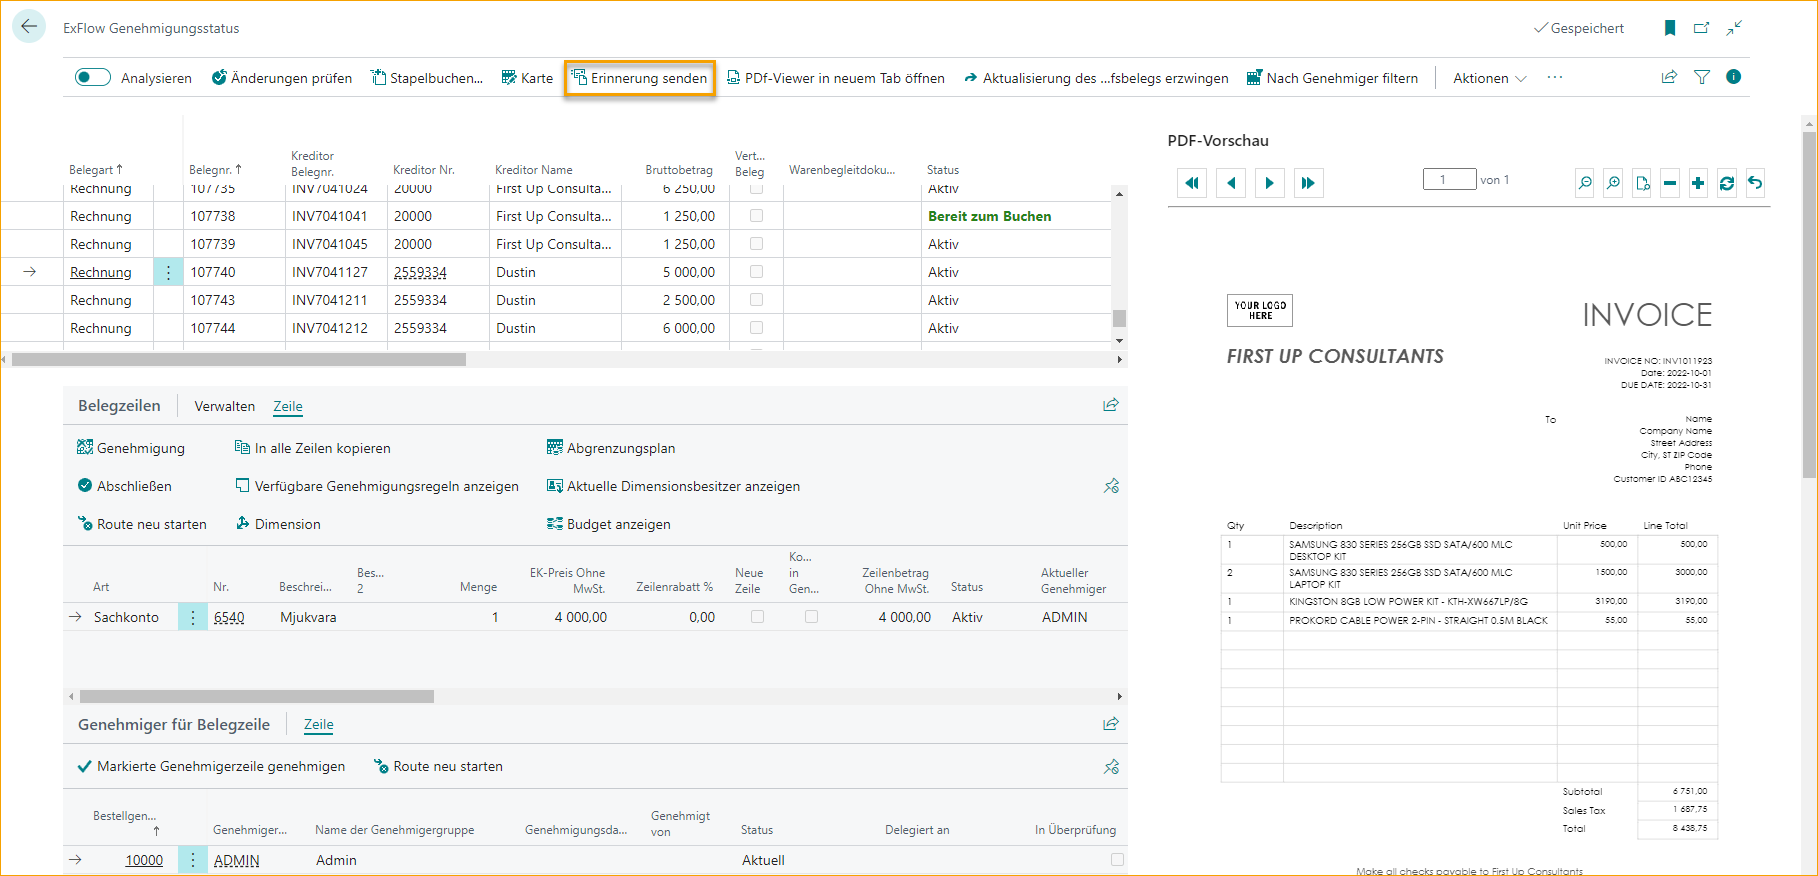 ExFlow Genehmigungsstatus
Gespeichert
Analysieren Änderungen prüfen Stapelbuchen... Karte Erinnerung senden PDf-Viewer in neuem Tab öffnen Aktualisierung des ...fsbelegs erzwingen Nach Genehmiger filtern Aktionen ...
Belegart ↑ Belegnr. ↑ Kreditor Belegnr. Kreditor Nr. Kreditor Name Bruttobetrag Vert... Beleg Warenbegleitdoku... Status
Rechnung 107735 INV7041024 20000 First Up Consulta... 6 250,00 Aktiv
Rechnung 107738 INV7041041 20000 First Up Consulta... 1 250,00 Bereit zum Buchen
Rechnung 107739 INV7041045 20000 First Up Consulta... 1 250,00 Aktiv
Rechnung 107740 INV7041127 2559334 Dustin 5 000,00 Aktiv
Rechnung 107743 INV7041211 2559334 Dustin 2 500,00 Aktiv
Rechnung 107744 INV7041212 2559334 Dustin 6 000,00 Aktiv
Belegzeilen Verwalten Zeile
Genehmigung In alle Zeilen kopieren Abgrenzungsplan
Abschließen Verfügbare Genehmigungsregeln anzeigen Aktuelle Dimensionsbesitzer anzeigen
Route neu starten Dimension Budget anzeigen
Art Nr. Beschrei... Bes... 2 Menge EK-Preis Ohne MwSt. Zeilenrabatt % Neue Zeile Ko... in Gen... Zeilenbetrag Ohne MwSt. Status Aktueller Genehmiger
Sachkonto 6540 Mjukvara 1 4 000,00 0,00 4 000,00 Aktiv ADMIN
Genehmiger für Belegzeile Zeile
Markierte Genehmigerzeile genehmigen Route neu starten
Bestellgen... ↑ Genehmiger... Name der Genehmigergruppe Genehmigungsda... Genehmigt von Status Delegiert an In Überprüfung
10000 ADMIN Admin Aktuell
PDF-Vorschau
1 von 1
YOUR LOGO
HERE
INVOICE
FIRST UP CONSULTANTS
INVOICE NO: INV1011923
Date: 2022-10-01
DUE DATE: 2022-10-31
To Name
Company Name
Street Address
City, ST ZIP Code
Phone
Customer ID ABC12345
Qty Description Unit Price Line Total
1 SAMSUNG 830 SERIES 256GB SSD SATA/600 MLC 500,00 500,00
DESKTOP KIT
2 SAMSUNG 830 SERIES 256GB SSD SATA/600 MLC 1500,00 3000,00
LAPTOP KIT
1 KINGSTON 8GB LOW POWER KIT - KTH-XW667LP/8G 3190,00 3190,00
1 PROKORD CABLE POWER 2-PIN - STRAIGHT 0.5M BLACK 55,00 55,00
Subtotal 6 751,00
Sales Tax 1 687,75
Total 8 438,75
Make all checks payable to First Up Consultants